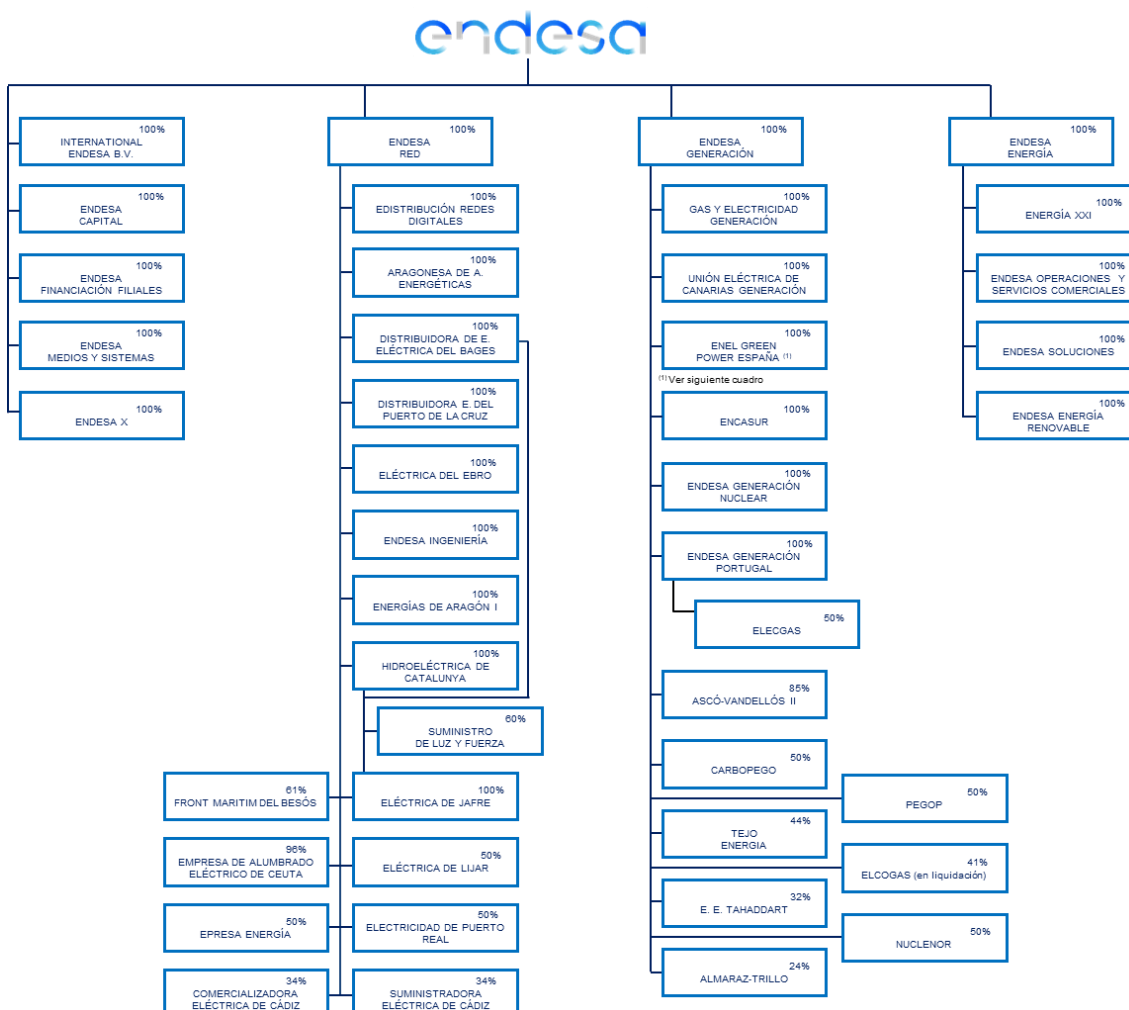 endesa
100%
INTERNATIONAL
ENDESA B.V.
100%
ENDESA
CAPITAL
100%
ENDESA
FINANCIACIÓN FILIALES
100%
ENDESA
MEDIOS Y SISTEMAS
100%
ENDESA X
100%
ENDESA
RED
100%
EDISTRIBUCIÓN REDES
DIGITALES
100%
ARAGONESA DE A.
ENERGÉTICAS
100%
DISTRIBUIDORA DE E.
ELÉCTRICA DEL BAGES
100%
DISTRIBUIDORA E. DEL
PUERTO DE LA CRUZ
100%
ELÉCTRICA DEL EBRO
100%
ENDESA INGENIERÍA
100%
ENERGÍAS DE ARAGÓN I
100%
HIDROELÉCTRICA DE
CATALUNYA
60%
SUMINISTRO
DE LUZ Y FUERZA
61%
FRONT MARITIM DEL BESÓS
100%
ELÉCTRICA DE JAFRE
96%
EMPRESA DE ALUMBRADO
ELÉCTRICO DE CEUTA
50%
ELÉCTRICA DE LIJAR
50%
EPRESA ENERGÍA
50%
ELECTRICIDAD DE PUERTO
REAL
34%
COMERCIALIZADORA
ELÉCTRICA DE CÁDIZ
34%
SUMINISTRADORA
ELÉCTRICA DE CÁDIZ
100%
ENDESA
GENERACIÓN
100%
GAS Y ELECTRICIDAD
GENERACIÓN
100%
UNIÓN ELÉCTRICA DE
CANARIAS GENERACIÓN
100%
ENEL GREEN
POWER ESPAÑA (1)
(1) Ver siguiente cuadro
100%
ENCASUR
100%
ENDESA GENERACIÓN
NUCLEAR
100%
ENDESA GENERACIÓN
PORTUGAL
50%
ELECGAS
85%
ASCÓ-VANDELLÓS II
50%
CARBOPEGO
50%
PEGOP
44%
TEJO
ENERGIA
41%
ELCOGAS (en liquidación)
32%
E. E. TAHADDART
50%
NUCLENOR
24%
ALMARAZ-TRILLO
100%
ENDESA
ENERGÍA
100%
ENERGÍA XXI
100%
ENDESA OPERACIONES Y
SERVICIOS COMERCIALES
100%
ENDESA SOLUCIONES
100%
ENDESA ENERGÍA
RENOVABLE